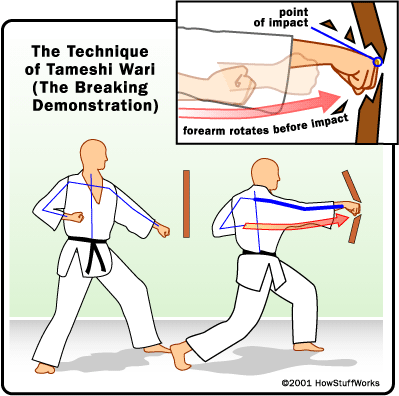 The Technique
of Tameshi Wari
(The Breaking
Demonstration)
point
of impact
forearm rotates before impact
©2001 HowStuffWorks